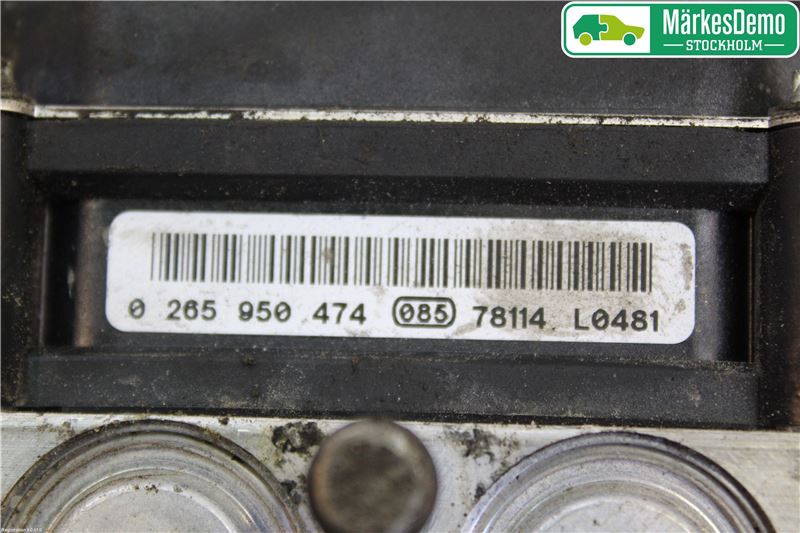 MärkesDemo
STOCKHOLM
0 265 950 474 085 78114 L0481